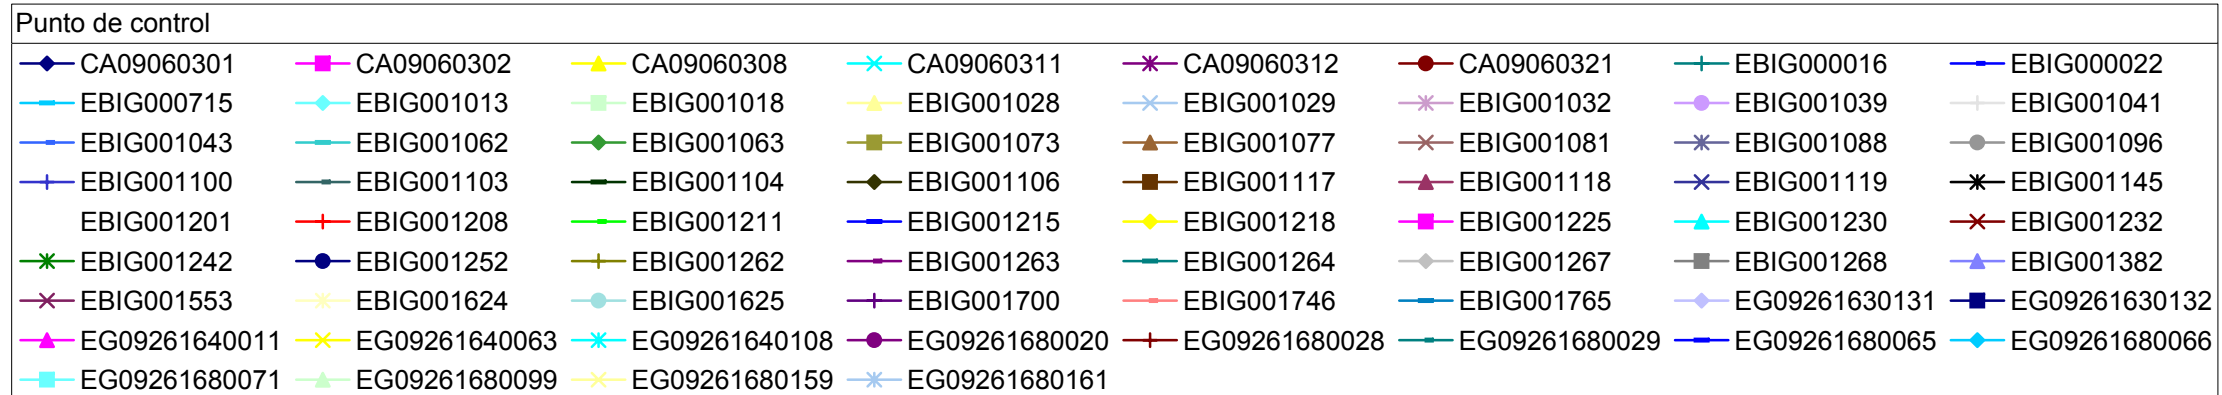 Punto de control
CA09060301 CA09060302 CA09060308 CA09060311 CA09060312 CA09060321 EBIG000016 EBIG000022
EBIG000715 EBIG001013 EBIG001018 EBIG001028 EBIG001029 EBIG001032 EBIG001039 EBIG001041
EBIG001043 EBIG001062 EBIG001063 EBIG001073 EBIG001077 EBIG001081 EBIG001088 EBIG001096
EBIG001100 EBIG001103 EBIG001104 EBIG001106 EBIG001117 EBIG001118 EBIG001119 EBIG001145
EBIG001201 EBIG001208 EBIG001211 EBIG001215 EBIG001218 EBIG001225 EBIG001230 EBIG001232
EBIG001242 EBIG001252 EBIG001262 EBIG001263 EBIG001264 EBIG001267 EBIG001268 EBIG001382
EBIG001553 EBIG001624 EBIG001625 EBIG001700 EBIG001746 EBIG001765 EG09261630131 EG09261630132
EG09261640011 EG09261640063 EG09261640108 EG09261680020 EG09261680028 EG09261680029 EG09261680065 EG09261680066
EG09261680071 EG09261680099 EG09261680159 EG09261680161